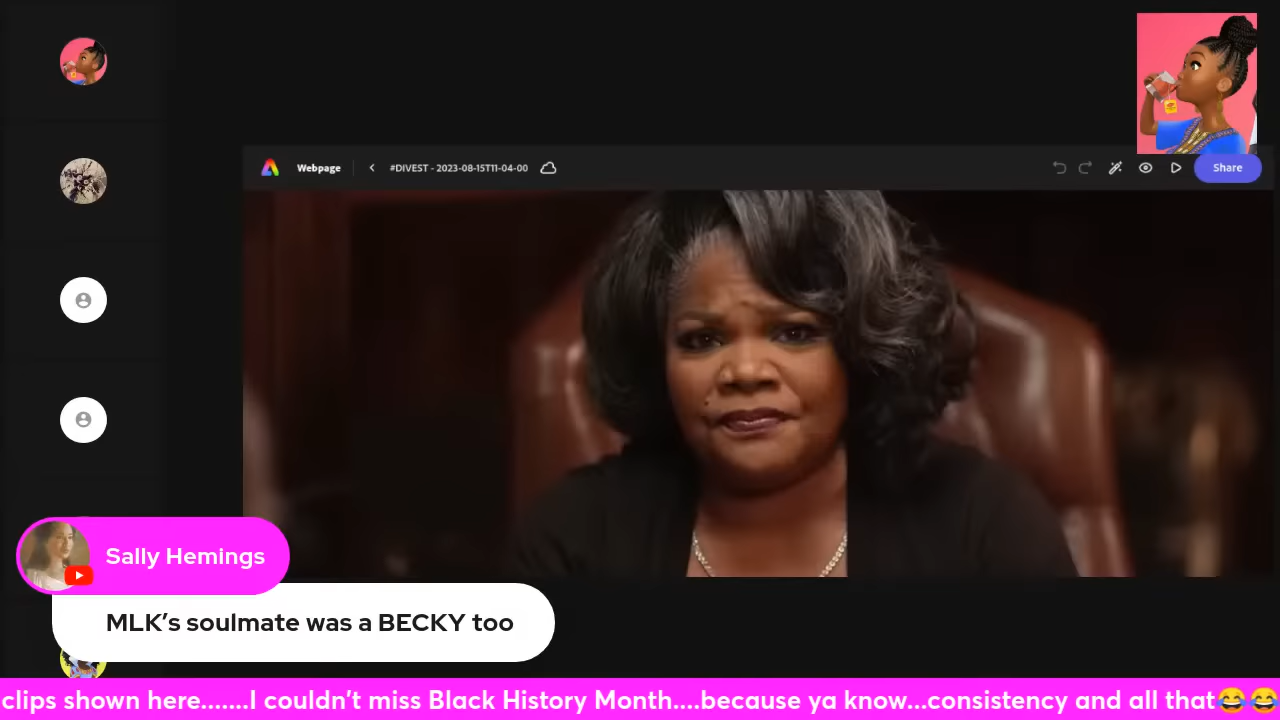 Webpage
#DIVEST - 2023-08-15T11-04-00
Share
Sally Hemings
MLK’s soulmate was a BECKY too
clips shown here.......I couldn’t miss Black History Month....because ya know...consistency and all that😂😂